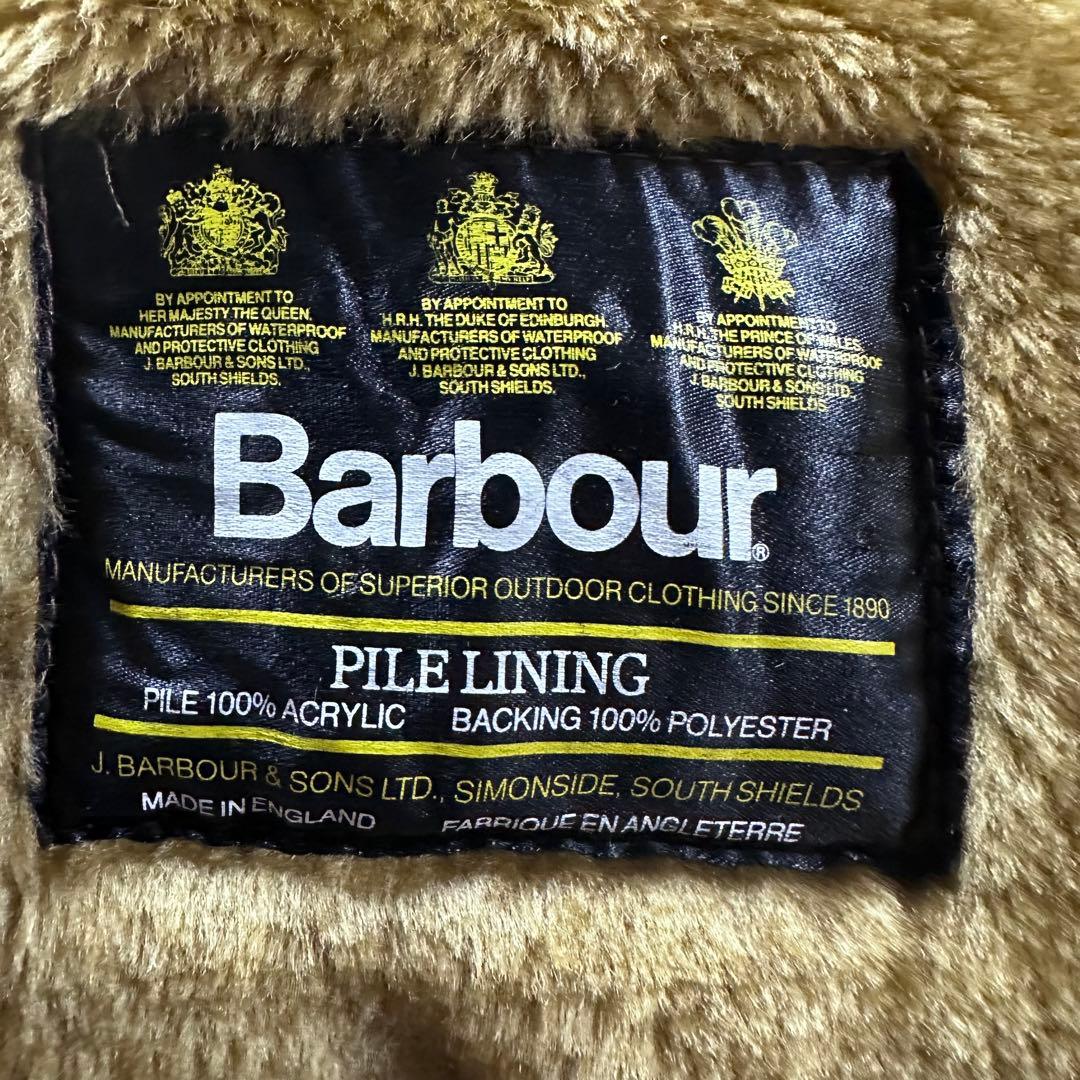 BY APPOINTMENT TO
HER MAJESTY THE QUEEN,
MANUFACTURERS OF WATERPROOF
AND PROTECTIVE CLOTHING
J. BARBOUR & SONS LTD.,
SOUTH SHIELDS.
BY APPOINTMENT TO
H.R.H. THE DUKE OF EDINBURGH,
MANUFACTURERS OF WATERPROOF
AND PROTECTIVE CLOTHING
J. BARBOUR & SONS LTD.,
SOUTH SHIELDS.
BY APPOINTMENT TO
H.R.H. THE PRINCE OF WALES,
MANUFACTURERS OF WATERPROOF
AND PROTECTIVE CLOTHING
J. BARBOUR & SONS LTD.,
SOUTH SHIELDS
Barbour®
MANUFACTURERS OF SUPERIOR OUTDOOR CLOTHING SINCE 1890
PILE LINING
PILE 100% ACRYLIC BACKING 100% POLYESTER
J. BARBOUR & SONS LTD., SIMONSIDE, SOUTH SHIELDS
MADE IN ENGLAND FABRIQUE EN ANGLETERRE